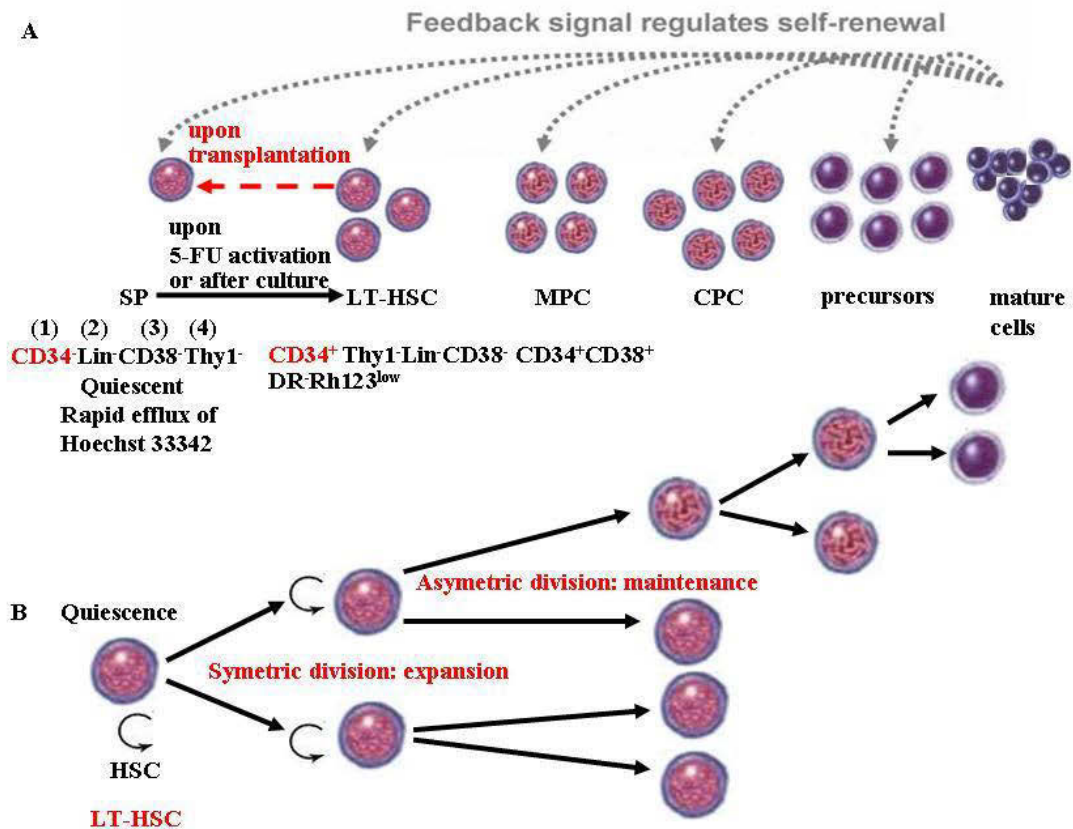 A
Feedback signal regulates self-renewal
upon
transplantation
upon
5-FU activation
or after culture
SP
LT-HSC
MPC
CPC
precursors
mature
cells
(1) (2) (3) (4)
CD34-Lin-CD38-Thy1-
Quiescent
Rapid efflux of
Hoechst 33342
CD34+ Thy1-Lin-CD38- CD34+CD38+
DR-Rh123low
Asymetric division: maintenance
B Quiescence
Symetric division: expansion
HSC
LT-HSC